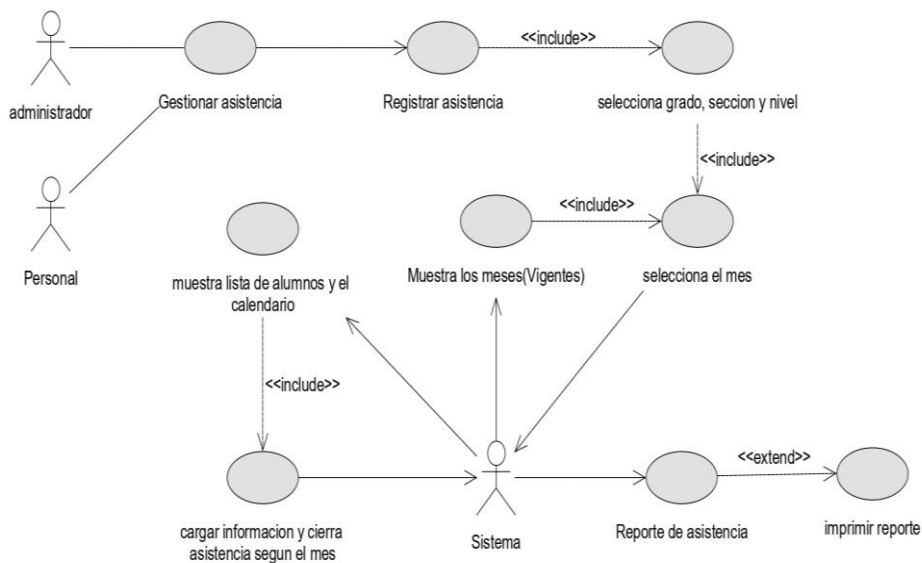 <<include>>
<<include>>
administrador
Gestionar asistencia
Registrar asistencia
selecciona grado, seccion y nivel
<<include>>
<<include>>
Personal
muestra lista de alumnos y el
calendario
Muestra los meses(Vigentes)
selecciona el mes
<<include>>
<<extend>>
cargar informacion y cierra
asistencia segun el mes
Sistema
Reporte de asistencia
imprimir reporte